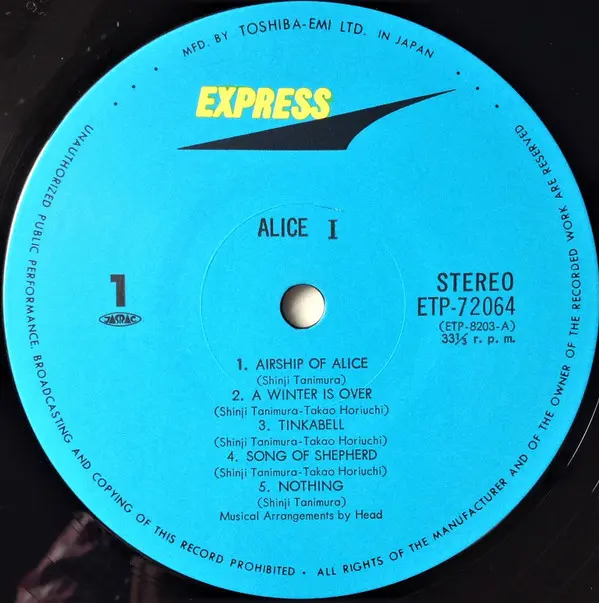 MFD. BY TOSHIBA-EMI LTD. IN JAPAN
EXPRESS
ALICE I
1
JASRAC
STEREO
ETP-72064
(ETP-8203-A)
33⅓ r. p. m.
1. AIRSHIP OF ALICE
(Shinji Tanimura)
2. A WINTER IS OVER
(Shinji Tanimura-Takao Horiuchi)
3. TINKABELL
(Shinji Tanimura-Takao Horiuchi)
4. SONG OF SHEPHERD
(Shinji Tanimura-Takao Horiuchi)
5. NOTHING
(Shinji Tanimura)
Musical Arrangements by Head
UNAUTHORIZED PUBLIC PERFORMANCE, BROADCASTING AND COPYING OF THIS RECORD PROHIBITED • ALL RIGHTS OF THE MANUFACTURER AND OF THE OWNER OF THE RECORDED WORK ARE RESERVED